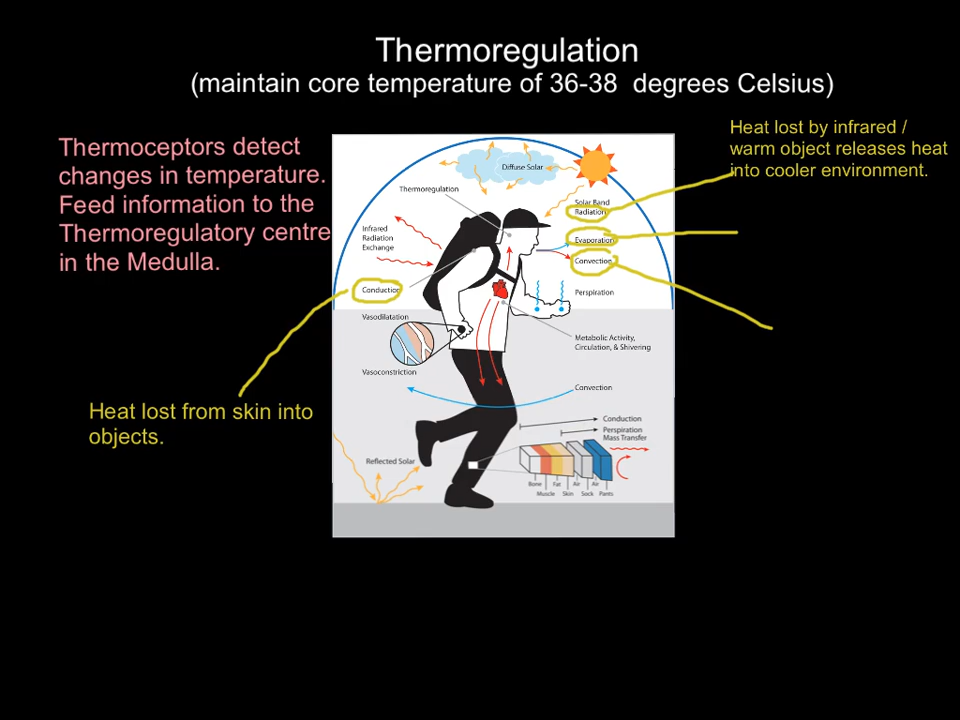 Thermoregulation
(maintain core temperature of 36-38 degrees Celsius)
Thermoceptors detect
changes in temperature.
Feed information to the
Thermoregulatory centre
in the Medulla.
Heat lost by infrared /
warm object releases heat
into cooler environment.
Diffuse Solar
Thermoregulation
Solar Band
Radiation
Infrared
Radiation
Exchange
Evaporation
Convection
Conduction
Perspiration
Vasodilatation
Metabolic Activity,
Circulation, & Shivering
Vasoconstriction
Convection
Heat lost from skin into
objects.
Conduction
Perspiration
Mass Transfer
Reflected Solar
Bone Fat Air Air
Muscle Skin Sock Pants